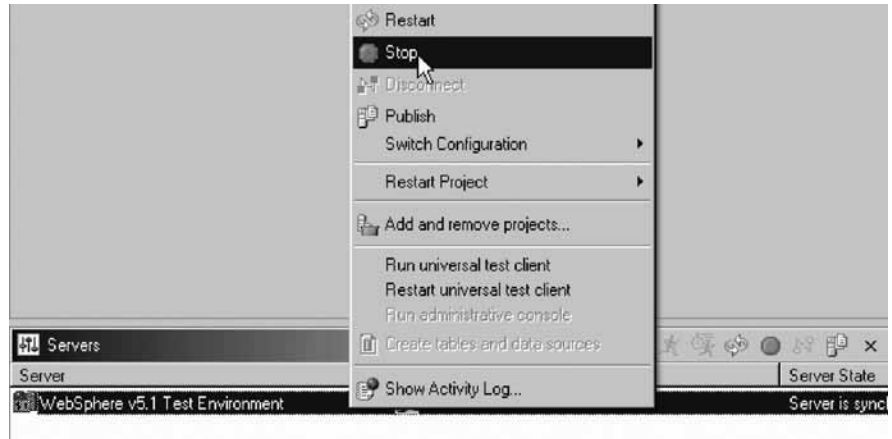 Restart
Stop
Disconnect
Publish
Switch Configuration
Restart Project
Add and remove projects...
Run universal test client
Restart universal test client
Run administrative console
Create tables and data sources
Show Activity Log...
Servers
Server Server State
WebSphere v5.1 Test Environment Server is